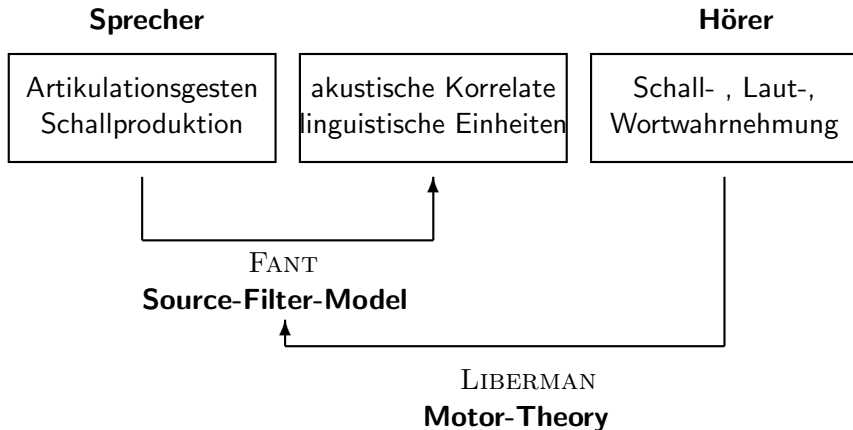 Sprecher
Hörer
Artikulationsgesten
Schallproduktion
akustische Korrelate
linguistische Einheiten
Schall- , Laut-,
Wortwahrnehmung
FANT
Source-Filter-Model
LIBERMAN
Motor-Theory